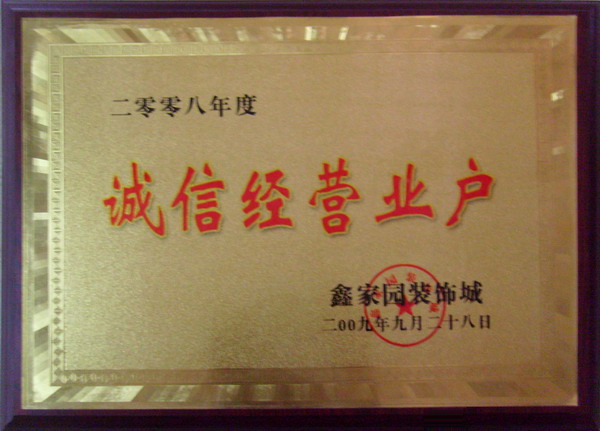 二零零八年度
诚信经营业户
鑫家园装饰城
二00九年九月二十八日